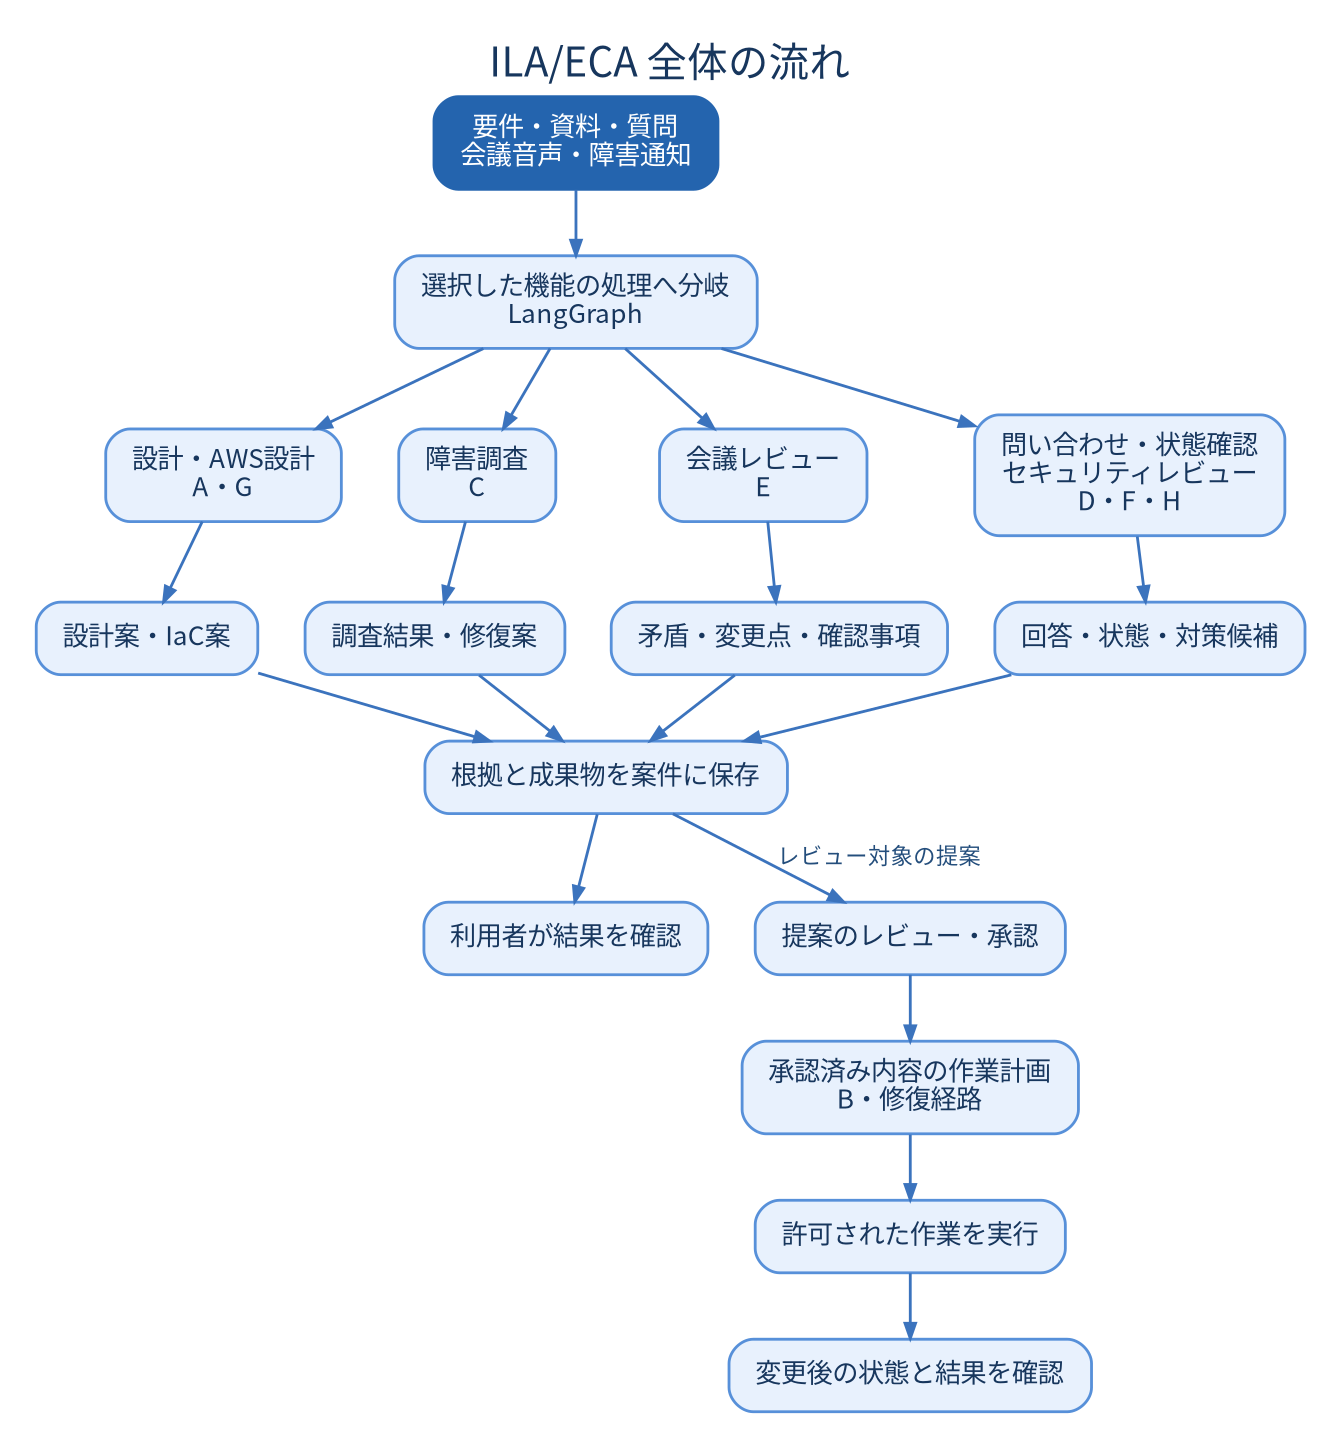 ILA/ECA 全体の流れ
要件・資料・質問
会議音声・障害通知
選択した機能の処理へ分岐
LangGraph
設計・AWS設計
A・G
障害調査
C
会議レビュー
E
問い合わせ・状態確認
セキュリティレビュー
D・F・H
設計案・IaC案
調査結果・修復案
矛盾・変更点・確認事項
回答・状態・対策候補
根拠と成果物を案件に保存
レビュー対象の提案
利用者が結果を確認
提案のレビュー・承認
承認済み内容の作業計画
B・修復経路
許可された作業を実行
変更後の状態と結果を確認